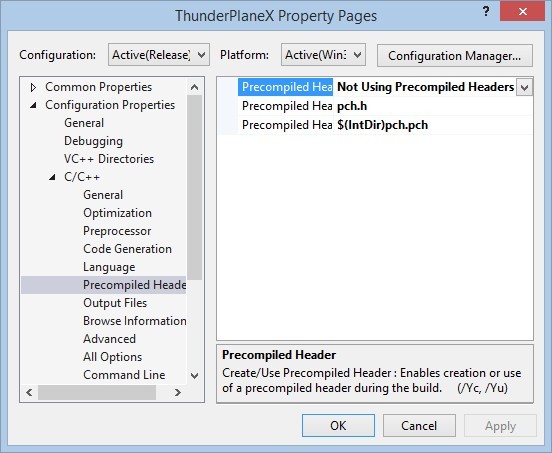 ThunderPlaneX Property Pages
?
Configuration: Active(Release) Platform: Active(Win3 Configuration Manager...
Common Properties
Configuration Properties
General
Debugging
VC++ Directories
C/C++
General
Optimization
Preprocessor
Code Generation
Language
Precompiled Heade
Output Files
Browse Information
Advanced
All Options
Command Line
Precompiled Hea Not Using Precompiled Headers
Precompiled Hea pch.h
Precompiled Hea $(IntDir)pch.pch
Precompiled Header
Create/Use Precompiled Header : Enables creation or use
of a precompiled header during the build. (/Yc, /Yu)
OK Cancel Apply